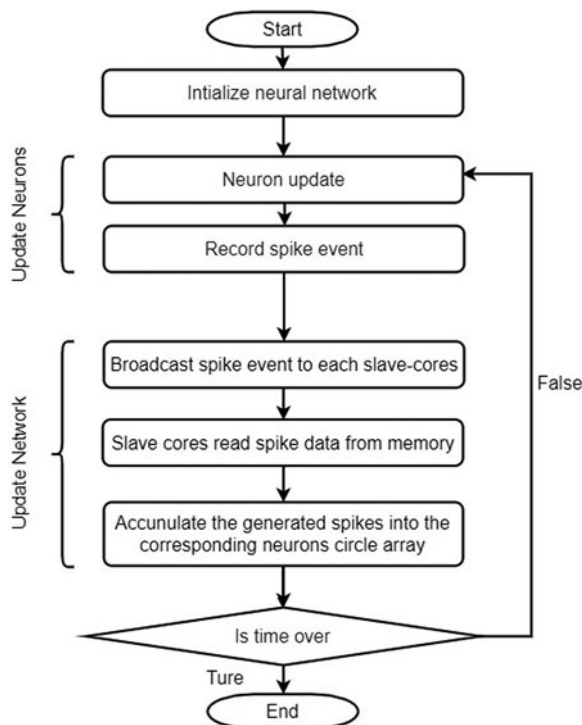 Start
Intialize neural network
Update Neurons
Neuron update
Record spike event
Update Network
Broadcast spike event to each slave-cores
Slave cores read spike data from memory
Accunulate the generated spikes into the
corresponding neurons circle array
False
Is time over
Ture
End